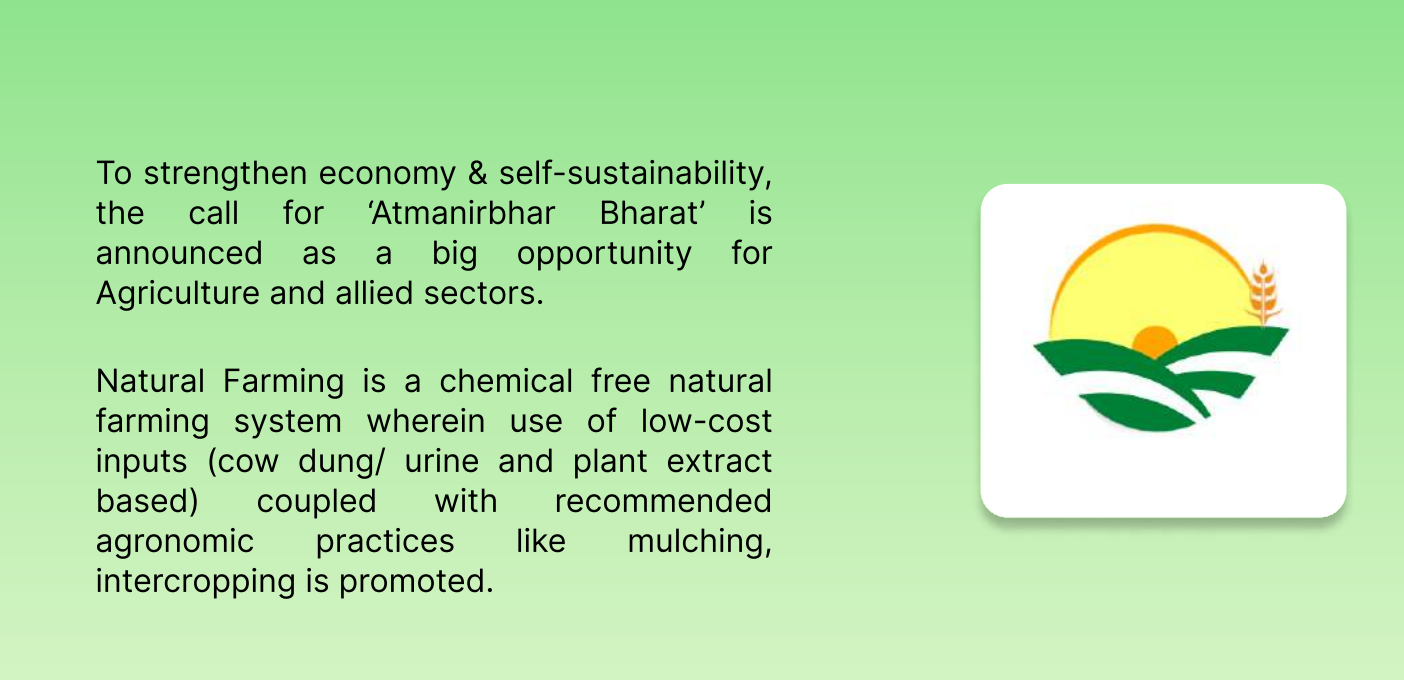 To strengthen economy & self-sustainability,
the call for ‘Atmanirbhar Bharat’ is
announced as a big opportunity for
Agriculture and allied sectors.
Natural Farming is a chemical free natural
farming system wherein use of low-cost
inputs (cow dung/ urine and plant extract
based) coupled with recommended
agronomic practices like mulching,
intercropping is promoted.